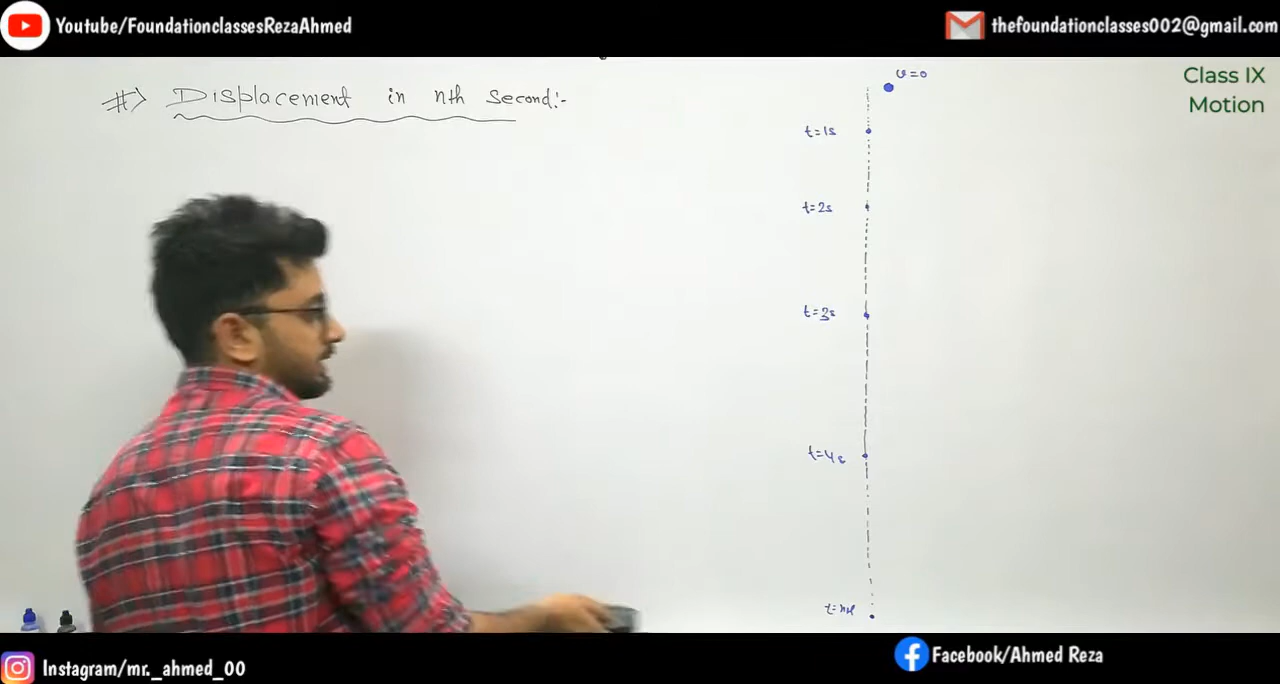 Youtube/FoundationclassesRezaAhmed
thefoundationclasses002@gmail.com
Class IX
Motion
#> Displacement in nth Second:-
u=0
t=1s
t=2s
t=3s
t=4s
Instagram/mr._ahmed_00
Facebook/Ahmed Reza